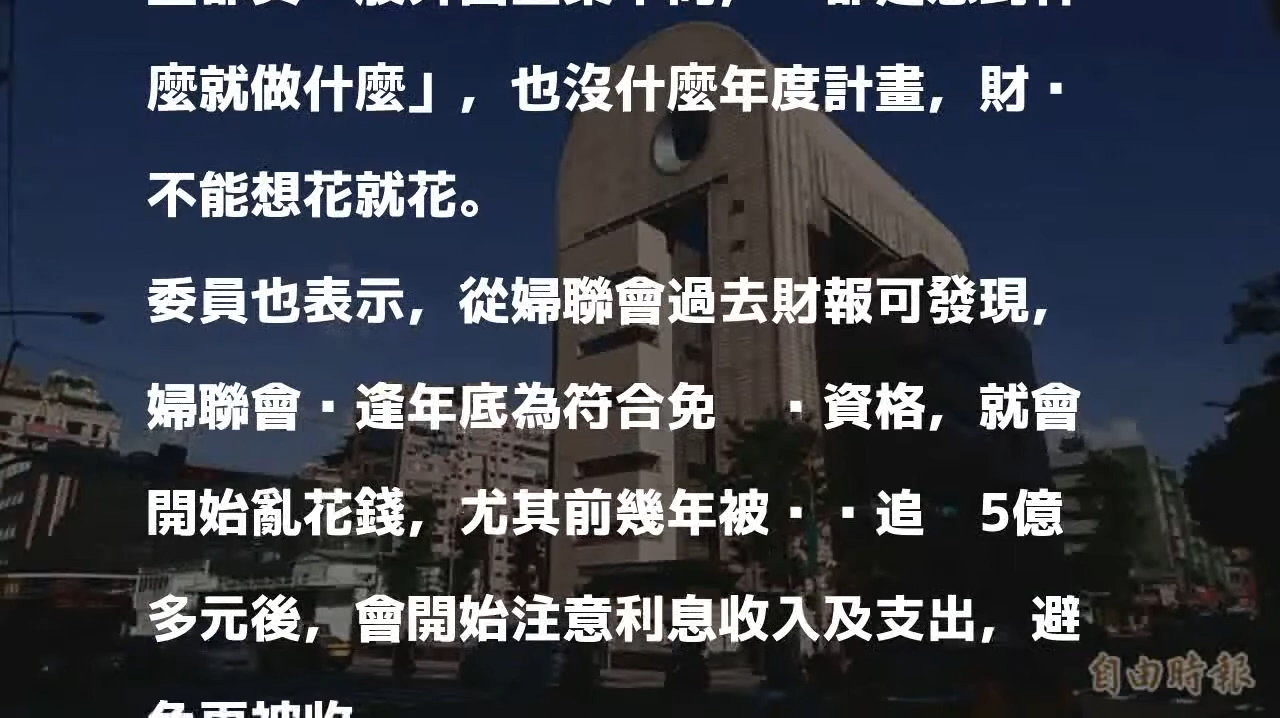 麼就做什麼」，也沒什麼年度計畫，財▪
不能想花就花。
委員也表示，從婦聯會過去財報可發現，
婦聯會▪逢年底為符合免　▪資格，就會
開始亂花錢，尤其前幾年被▪▪追　5億
多元後，會開始注意利息收入及支出，避
自由時報